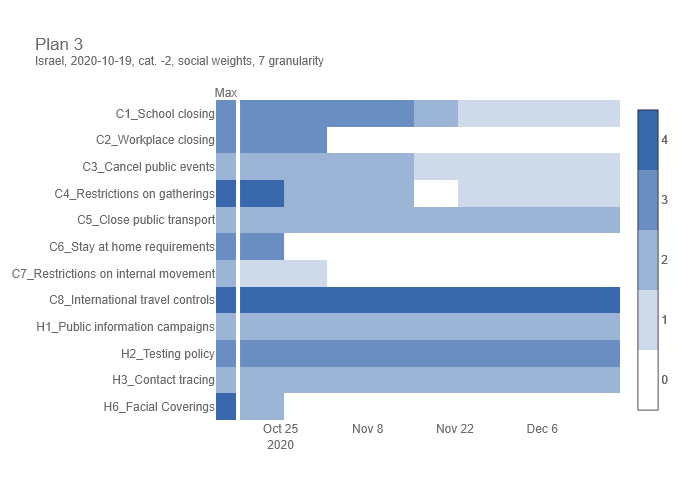 Plan 3
Israel, 2020-10-19, cat. -2, social weights, 7 granularity
Max
C1_School closing
C2_Workplace closing
C3_Cancel public events
C4_Restrictions on gatherings
C5_Close public transport
C6_Stay at home requirements
C7_Restrictions on internal movement
C8_International travel controls
H1_Public information campaigns
H2_Testing policy
H3_Contact tracing
H6_Facial Coverings
Oct 25 Nov 8 Nov 22 Dec 6
2020
4
3
2
1
0